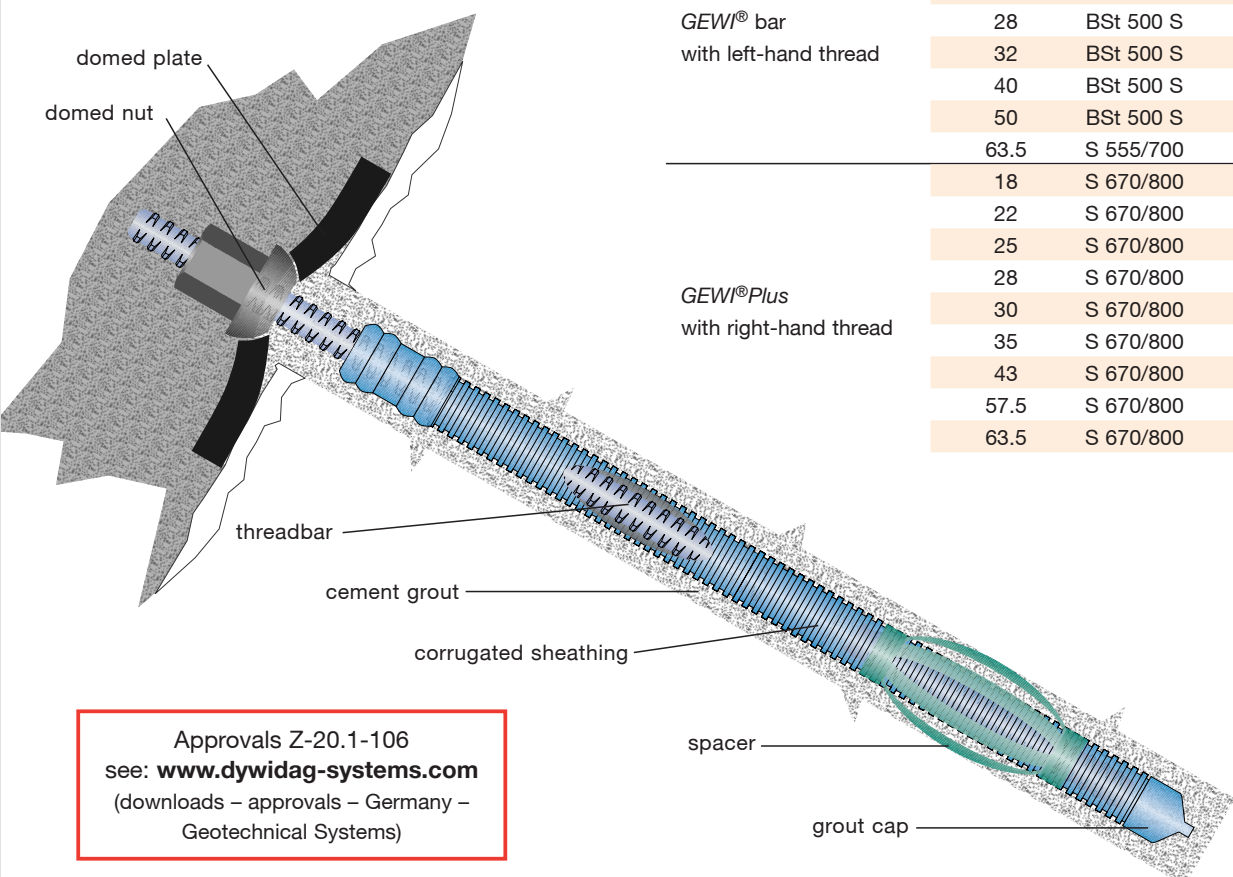 domed plate
domed nut
GEWI® bar
with left-hand thread
28 BSt 500 S
32 BSt 500 S
40 BSt 500 S
50 BSt 500 S
63.5 S 555/700
GEWI®Plus
with right-hand thread
18 S 670/800
22 S 670/800
25 S 670/800
28 S 670/800
30 S 670/800
35 S 670/800
43 S 670/800
57.5 S 670/800
63.5 S 670/800
threadbar
cement grout
corrugated sheathing
spacer
grout cap
Approvals Z-20.1-106
see: www.dywidag-systems.com
(downloads – approvals – Germany –
Geotechnical Systems)